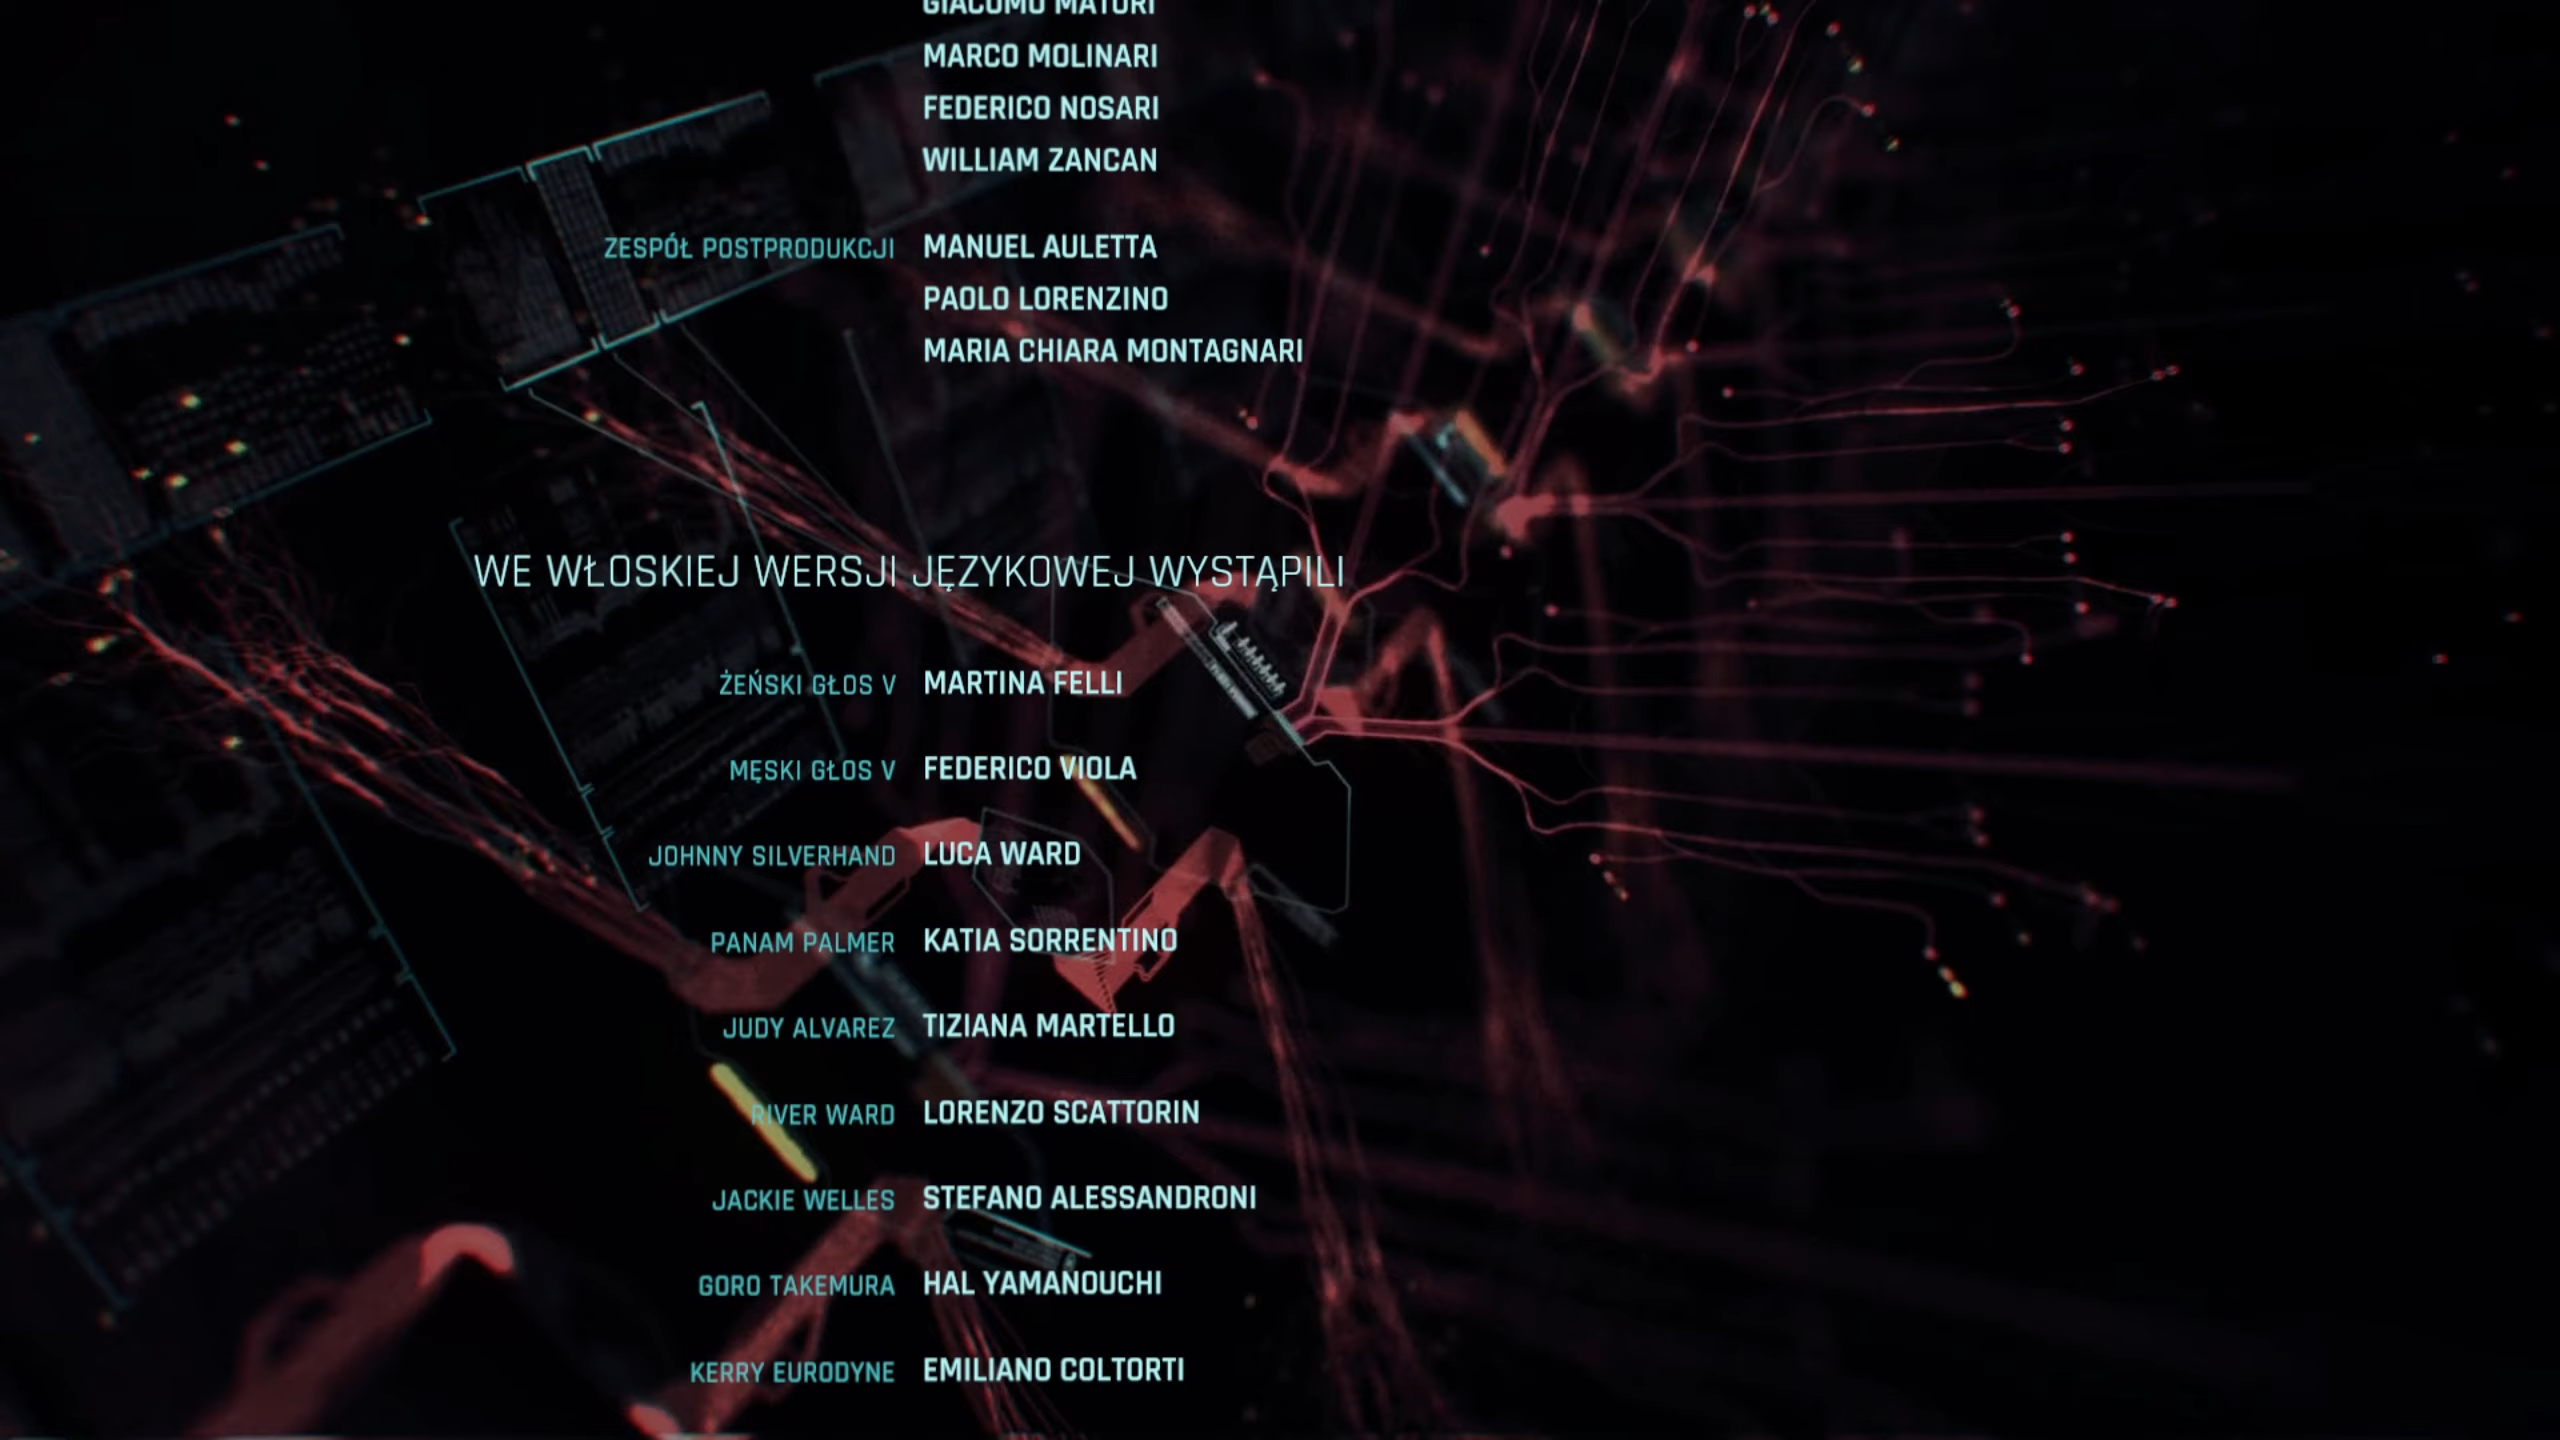 GIACOMO MATURI
MARCO MOLINARI
FEDERICO NOSARI
WILLIAM ZANCAN
ZESPÓŁ POSTPRODUKCJI MANUEL AULETTA
PAOLO LORENZINO
MARIA CHIARA MONTAGNARI
WE WŁOSKIEJ WERSJI JĘZYKOWEJ WYSTĄPILI
ŻEŃSKI GŁOS V MARTINA FELLI
MĘSKI GŁOS V FEDERICO VIOLA
JOHNNY SILVERHAND LUCA WARD
PANAM PALMER KATIA SORRENTINO
JUDY ALVAREZ TIZIANA MARTELLO
RIVER WARD LORENZO SCATTORIN
JACKIE WELLES STEFANO ALESSANDRONI
GORO TAKEMURA HAL YAMANOUCHI
KERRY EURODYNE EMILIANO COLTORTI